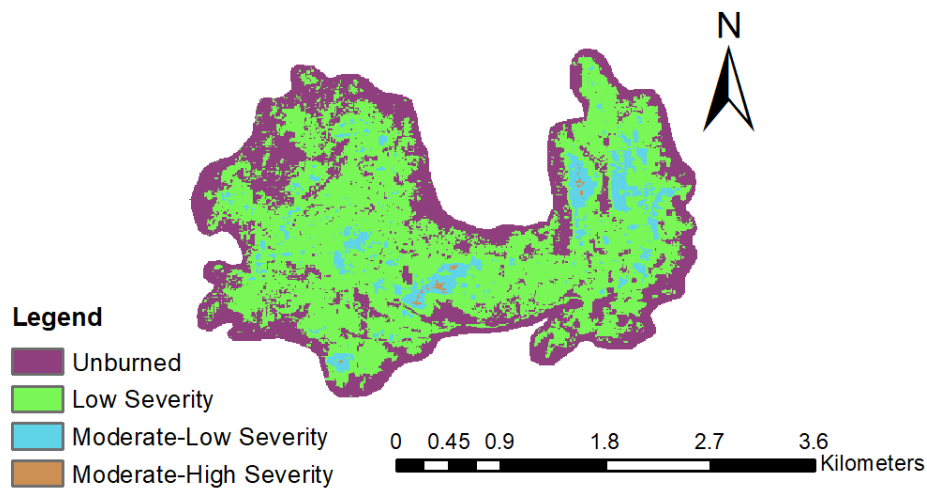 N
Legend
Unburned
Low Severity
Moderate-Low Severity
Moderate-High Severity
0 0.45 0.9 1.8 2.7 3.6
Kilometers